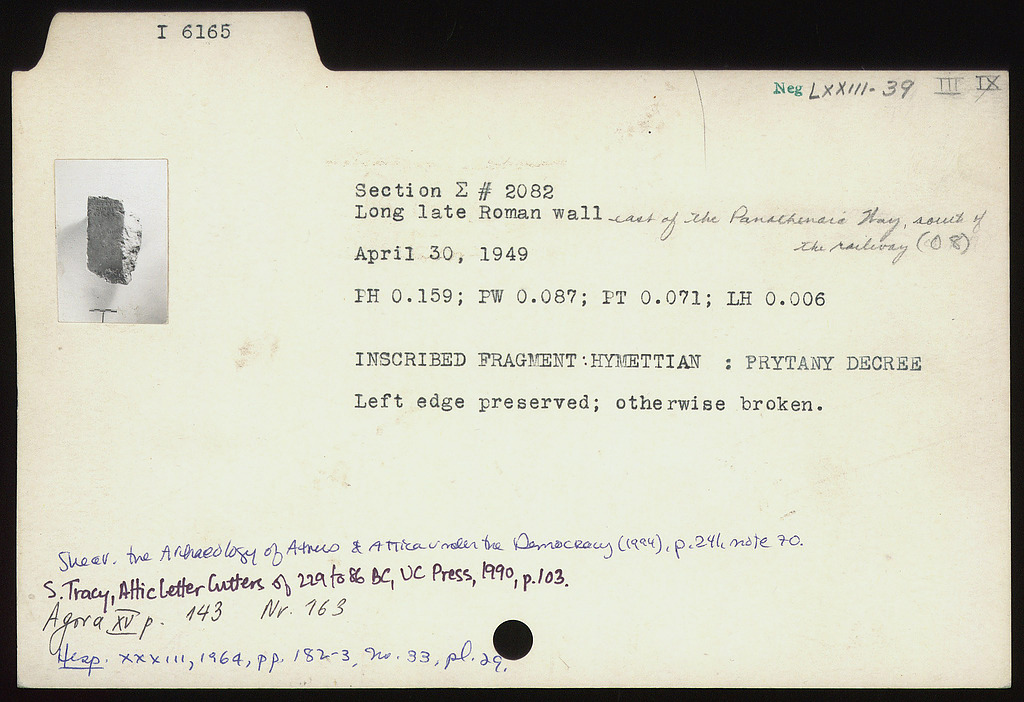 I 6165
Neg LXXIII-39 III IX
Section Σ # 2082
Long late Roman wall east of the Panathenaic Way, south of
the railway (O 8)
April 30, 1949
PH 0.159; PW 0.087; PT 0.071; LH 0.006
INSCRIBED FRAGMENT:HYMETTIAN : PRYTANY DECREE
Left edge preserved; otherwise broken.
Shear. the Archaeology of Athens & Attica under the Democracy (1994), p.241, note 70.
S. Tracy, Attic Letter Cutters of 229 to 86 BC, UC Press, 1990, p.103.
Agora XV p. 143 Nr. 163
Hesp. XXXIII, 1964, pp. 182-3, no. 33, pl. 29.